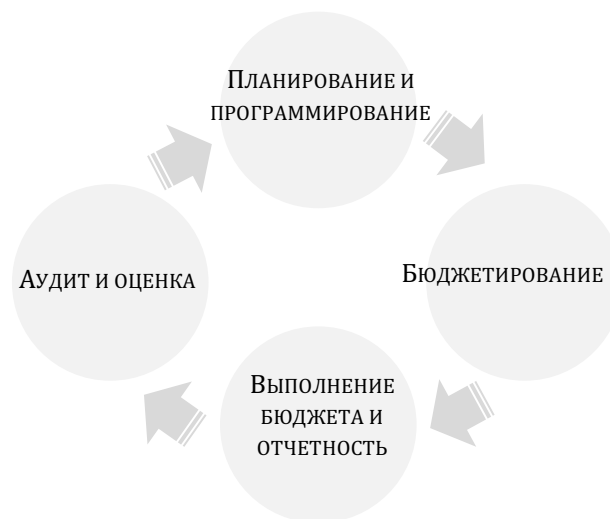 Планирование и
программирование
Бюджетирование
Выполнение
бюджета и
отчетность
Аудит и оценка